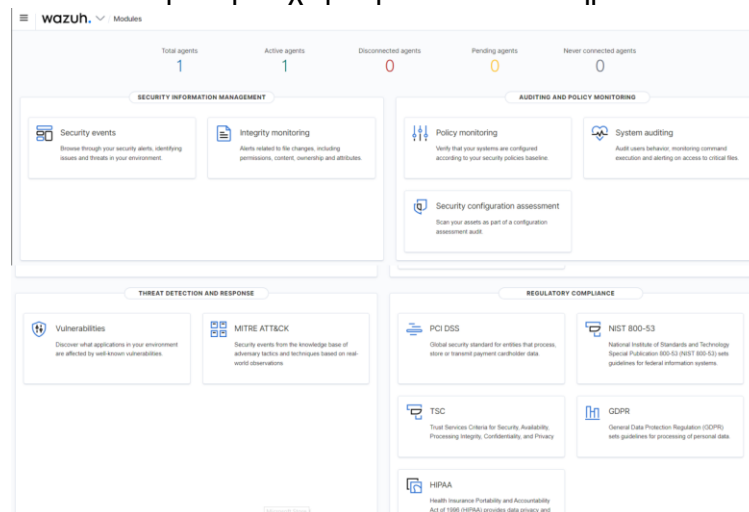 wazuh. Modules
Total agents
1
Active agents
1
Disconnected agents
0
Pending agents
0
Never connected agents
0
SECURITY INFORMATION MANAGEMENT
Security events
Browse through your security alerts, identifying
issues and threats in your environment.
Integrity monitoring
Alerts related to file changes, including
permissions, content, ownership and attributes.
AUDITING AND POLICY MONITORING
Policy monitoring
Verify that your systems are configured
according to your security policies baseline.
System auditing
Audit users behavior, monitoring command
execution and alerting on access to critical files.
Security configuration assessment
Scan your assets as part of a configuration
assessment audit.
THREAT DETECTION AND RESPONSE
Vulnerabilities
Discover what applications in your environment
are affected by well-known vulnerabilities.
MITRE ATT&CK
Security events from the knowledge base of
adversary tactics and techniques based on real-
world observations
REGULATORY COMPLIANCE
PCI DSS
Global security standard for entities that process,
store or transmit payment cardholder data.
NIST 800-53
National Institute of Standards and Technology
Special Publication 800-53 (NIST 800-53) sets
guidelines for federal information systems.
TSC
Trust Services Criteria for Security, Availability,
Processing Integrity, Confidentiality, and Privacy
GDPR
General Data Protection Regulation (GDPR)
sets guidelines for processing of personal data.
HIPAA
Health Insurance Portability and Accountability
Act of 1996 (HIPAA) provides data privacy and